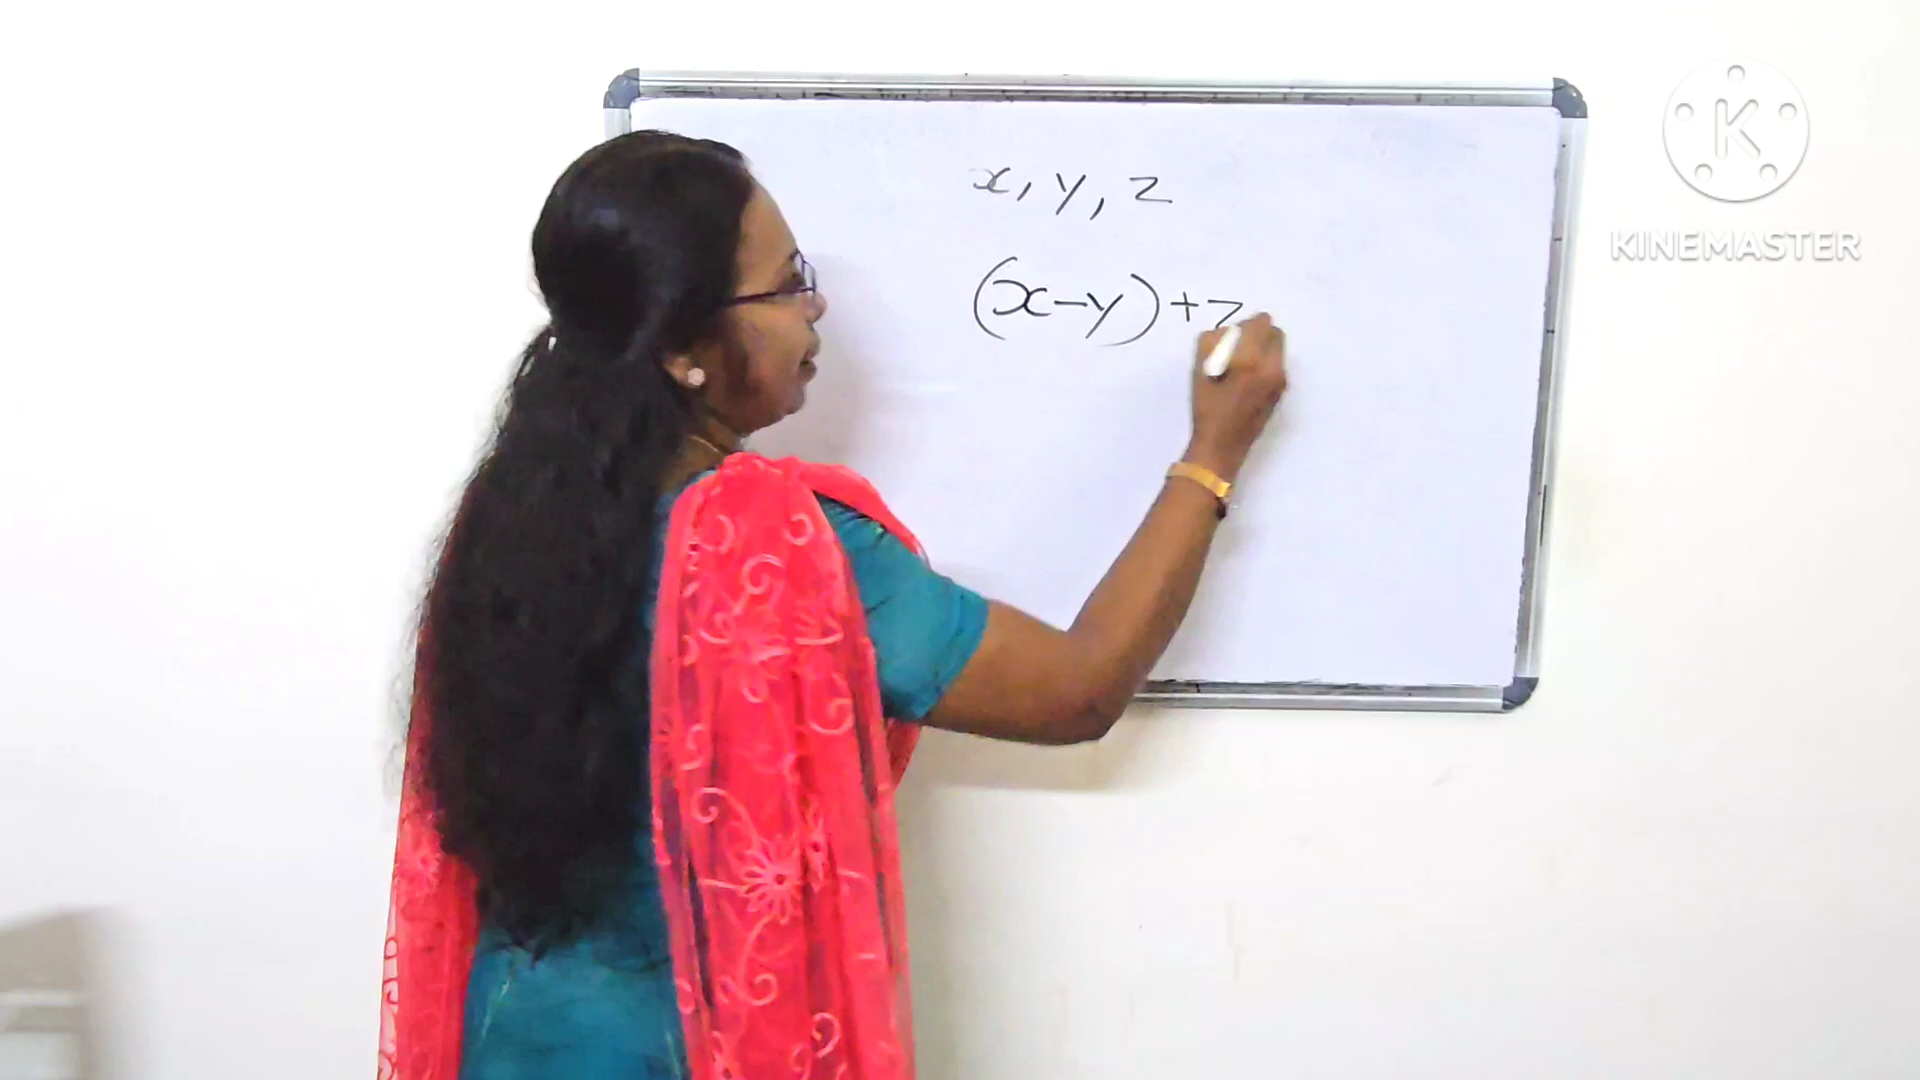 x, y, z
(x-y)+z
K
KINEMASTER